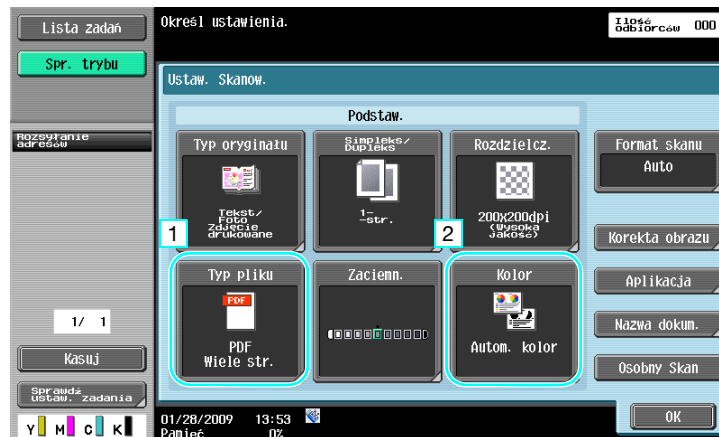 Lista zadań
Określ ustawienia.
Ilość
odbiorców 000
Spr. trybu
Ustaw. Skanow.
Podstaw.
Rozsyłanie
adresów
Typ oryginału
Simpleks/
Dupleks
Rozdzielcz.
Format skanu
Auto
Tekst/
Foto
Zdjęcie
drukowane
1-
-str.
200x200dpi
(Wysoka
jakość)
1
2
Korekta obrazu
Typ pliku
Zaciemn.
Kolor
Aplikacja
PDF
PDF
Wiele str.
Autom. kolor
1/ 1
Nazwa dokum.
Kasuj
Osobny Skan
Sprawdź
ustaw. zadania
OK
Y M C K
01/28/2009 13:53
Pamięć 0%